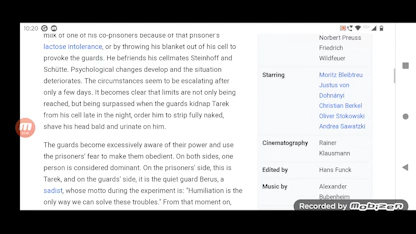 10:20
milk of one of his co-prisoners because of that prisoner's
lactose intolerance, or by throwing his blanket out of his cell to
provoke the guards. He befriends his cellmates Steinhoff and
Schütte. Psychological changes develop and the situation
deteriorates. The circumstances seem to be escalating after
only a few days. It becomes clear that limits are not only being
reached, but being surpassed when the guards kidnap Tarek
from his cell late in the night, order him to strip fully naked,
shave his head bald and urinate on him.
The guards become excessively aware of their power and use
the prisoners' fear to make them obedient. On both sides, one
person is considered dominant. On the prisoners' side, this is
Tarek, and on the guards' side, it is the quiet guard Berus, a
sadist, whose motto during the experiment is: "Humiliation is the
only way we can solve these troubles." From that moment on,
Norbert Preuss
Friedrich
Wildfeuer
Starring
Moritz Bleibtreu
Justus von
Dohnányi
Christian Berkel
Oliver Stokowski
Andrea Sawatzki
Cinematography
Rainer
Klausmann
Edited by
Hans Funck
Music by
Alexander
Bubenheim
Recorded by Mobizen